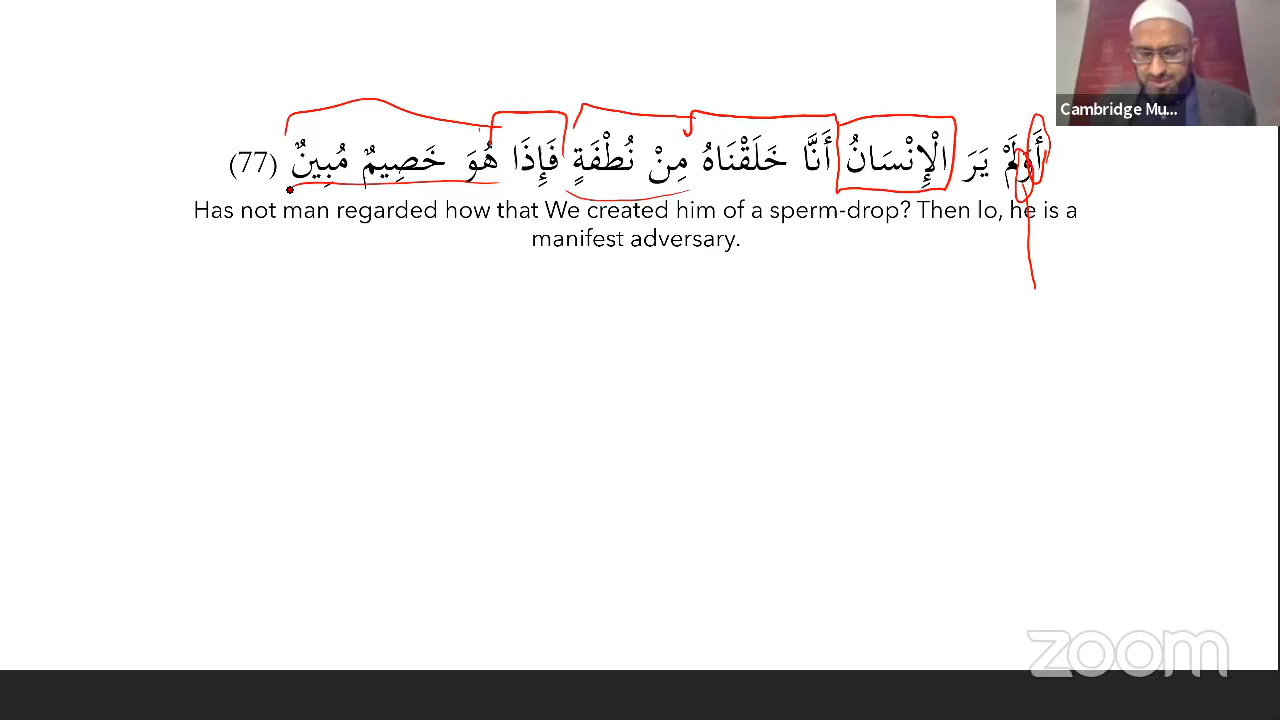 Cambridge Mu...
أَوَلَمْ يَرَ الْإِنْسَانُ أَنَّا خَلَقْنَاهُ مِنْ نُطْفَةٍ فَإِذَا هُوَ خَصِيمٌ مُبِينٌ (77)
Has not man regarded how that We created him of a sperm-drop? Then lo, he is a
manifest adversary.
zoom